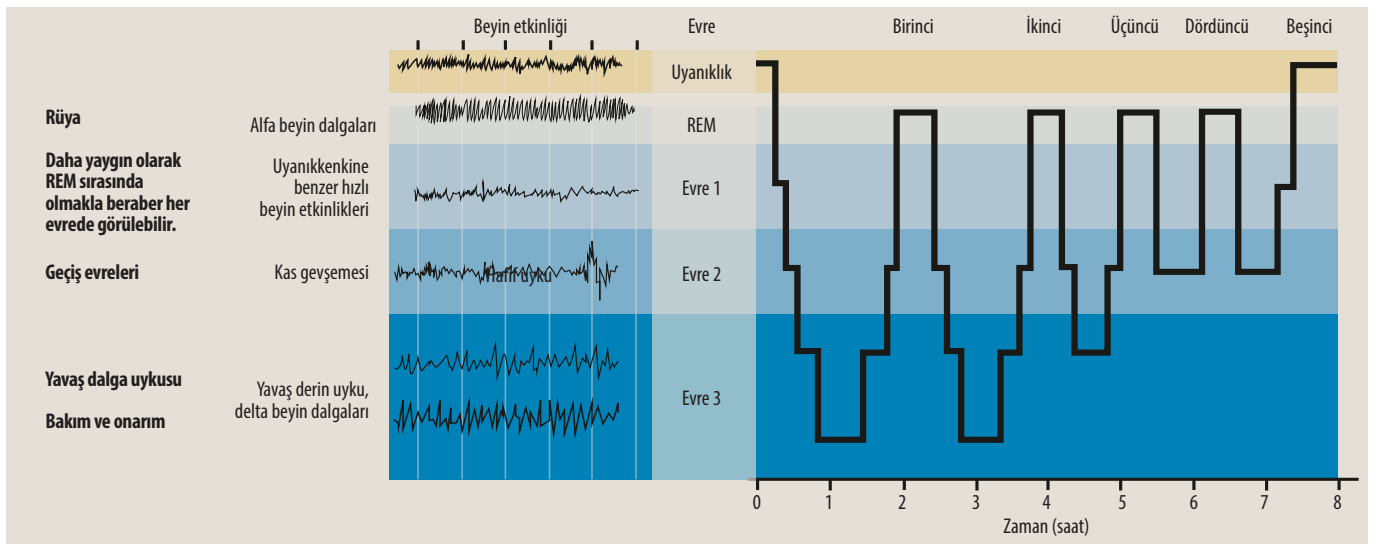 Beyin etkinliği Evre Birinci İkinci Üçüncü Dördüncü Beşinci
Uyanıklık
Rüya
Alfa beyin dalgaları
REM
Daha yaygın olarak
REM sırasında
olmakla beraber her
evrede görülebilir.
Uyanıkkenkine
benzer hızlı
beyin etkinlikleri
Evre 1
Geçiş evreleri
Kas gevşemesi
Hafif uyku
Evre 2
Yavaş dalga uykusu
Bakım ve onarım
Yavaş derin uyku,
delta beyin dalgaları
Evre 3
0 1 2 3 4 5 6 7 8
Zaman (saat)